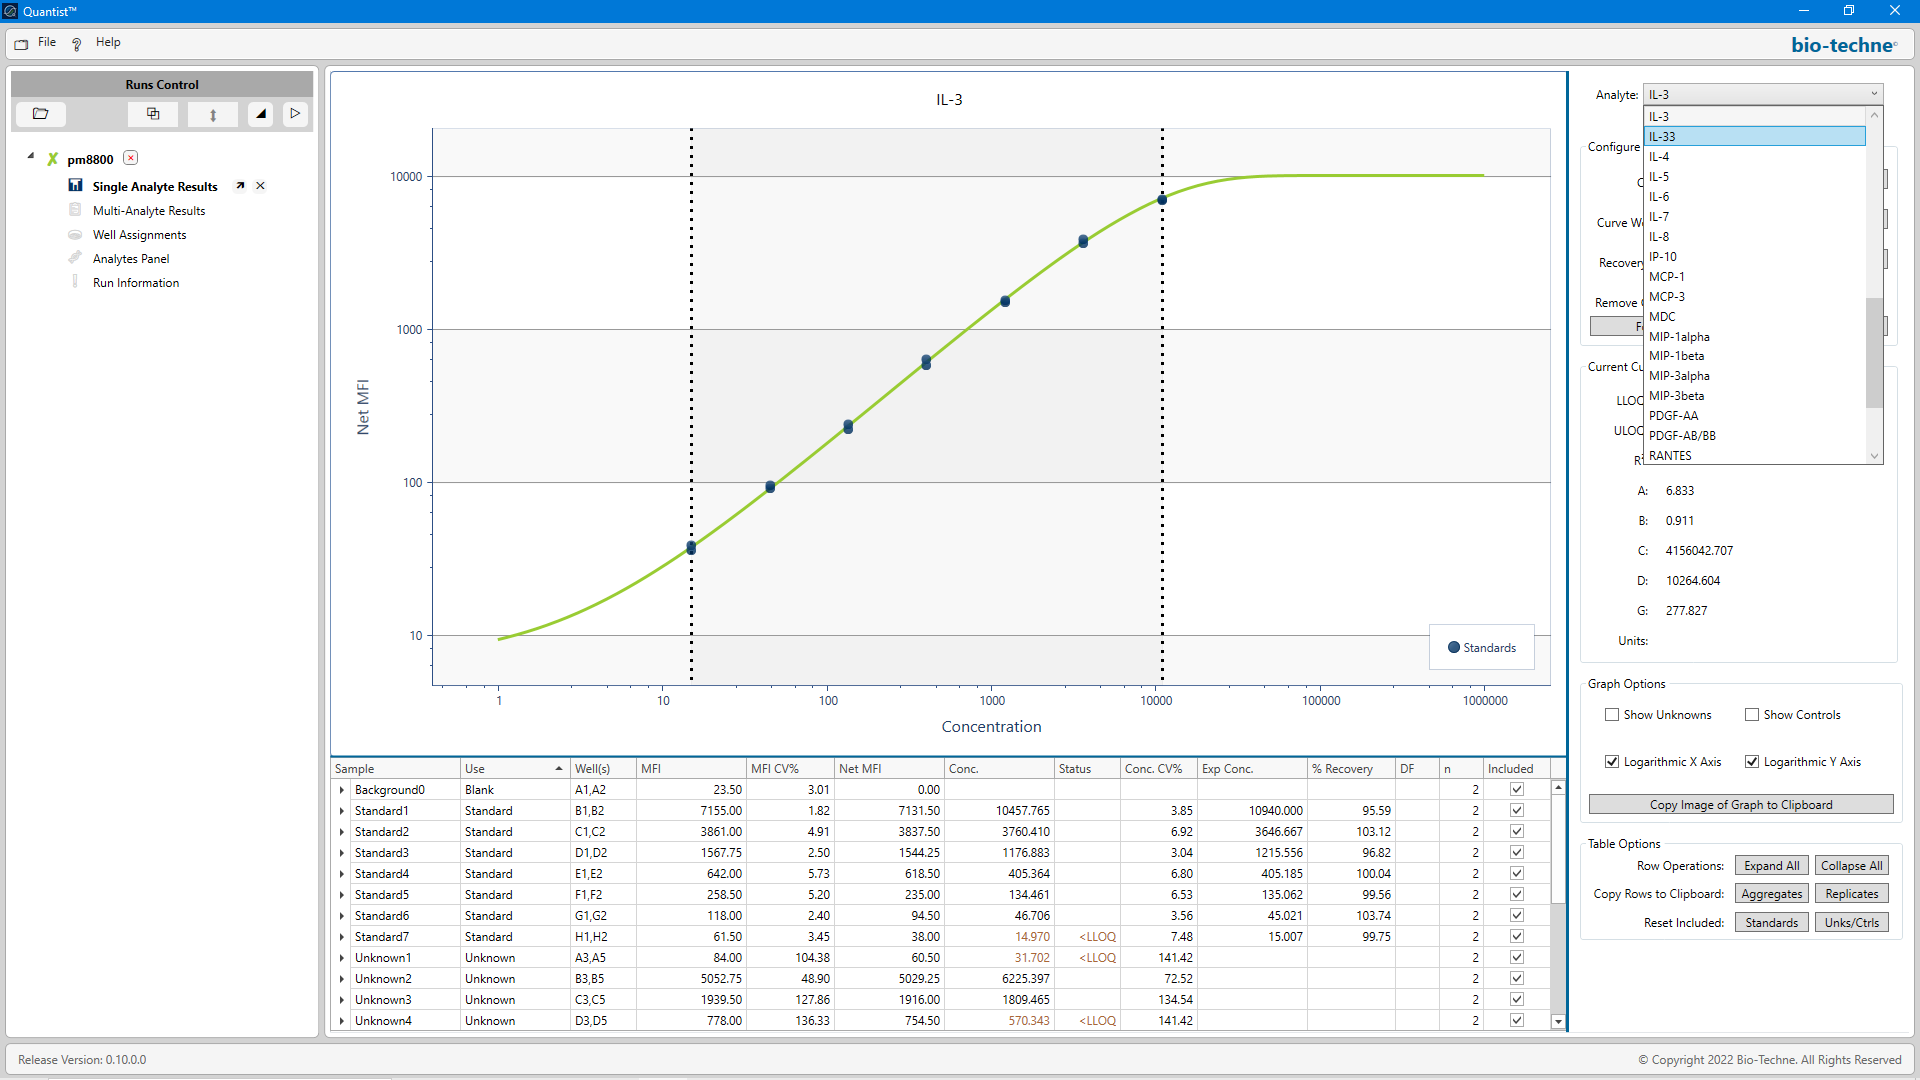 Quantist™
File
Help
bio-techne
Runs Control
pm8800
Single Analyte Results
Multi-Analyte Results
Well Assignments
Analytes Panel
Run Information
IL-3
Net MFI
10000
1000
100
10
1 10 100 1000 10000 100000 1000000
Concentration
Standards
Sample Use Well(s) MFI MFI CV% Net MFI Conc. Status Conc. CV% Exp Conc. % Recovery DF n Included
Background0 Blank A1,A2 23.50 3.01 0.00 2
Standard1 Standard B1,B2 7155.00 1.82 7131.50 10457.765 3.85 10940.000 95.59 2
Standard2 Standard C1,C2 3861.00 4.91 3837.50 3760.410 6.92 3646.667 103.12 2
Standard3 Standard D1,D2 1567.75 2.50 1544.25 1176.883 3.04 1215.556 96.82 2
Standard4 Standard E1,E2 642.00 5.73 618.50 405.364 6.80 405.185 100.04 2
Standard5 Standard F1,F2 258.50 5.20 235.00 134.461 6.53 135.062 99.56 2
Standard6 Standard G1,G2 118.00 2.40 94.50 46.706 3.56 45.021 103.74 2
Standard7 Standard H1,H2 61.50 3.45 38.00 14.970 <LLOQ 7.48 15.007 99.75 2
Unknown1 Unknown A3,A5 84.00 104.38 60.50 31.702 <LLOQ 141.42 2
Unknown2 Unknown B3,B5 5052.75 48.90 5029.25 6225.397 72.52 2
Unknown3 Unknown C3,C5 1939.50 127.86 1916.00 1809.465 134.54 2
Unknown4 Unknown D3,D5 778.00 136.33 754.50 570.343 <LLOQ 141.42 2
Analyte: IL-3
IL-3
IL-33
IL-4
IL-5
IL-6
IL-7
IL-8
IP-10
MCP-1
MCP-3
MDC
MIP-1alpha
MIP-1beta
MIP-3alpha
MIP-3beta
PDGF-AA
PDGF-AB/BB
RANTES
Configure
Curve We
Recovery
Remove
Current Cu
LLOQ
ULOQ
A: 6.833
B: 0.911
C: 4156042.707
D: 10264.604
G: 277.827
Units:
Graph Options
Show Unknowns Show Controls
Logarithmic X Axis Logarithmic Y Axis
Copy Image of Graph to Clipboard
Table Options
Row Operations: Expand All Collapse All
Copy Rows to Clipboard: Aggregates Replicates
Reset Included: Standards Unks/Ctrls
Release Version: 0.10.0.0
© Copyright 2022 Bio-Techne. All Rights Reserved